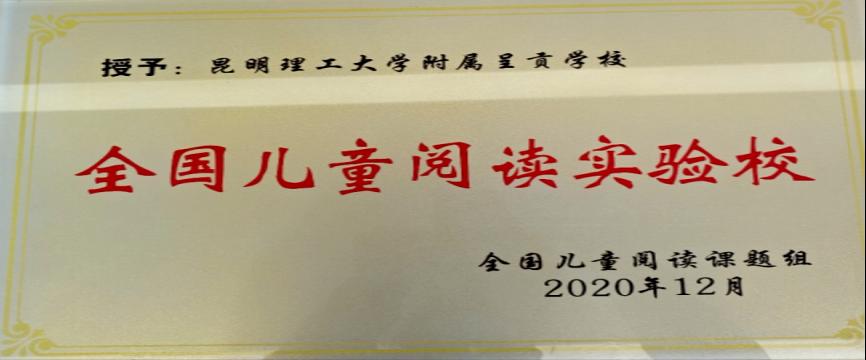 授予：昆明理工大学附属呈贡学校
全国儿童阅读实验校
全国儿童阅读课题组
2020年12月